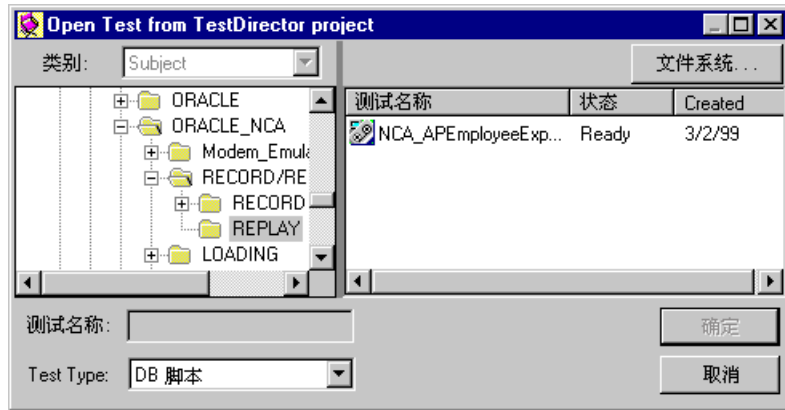 Open Test from TestDirector project
类别: Subject
文件系统...
ORACLE
ORACLE_NCA
Modem_Emula
RECORD/RE
RECORD
REPLAY
LOADING
测试名称 状态 Created
NCA_APEmployeeExp... Ready 3/2/99
测试名称:
确定
Test Type: DB 脚本
取消